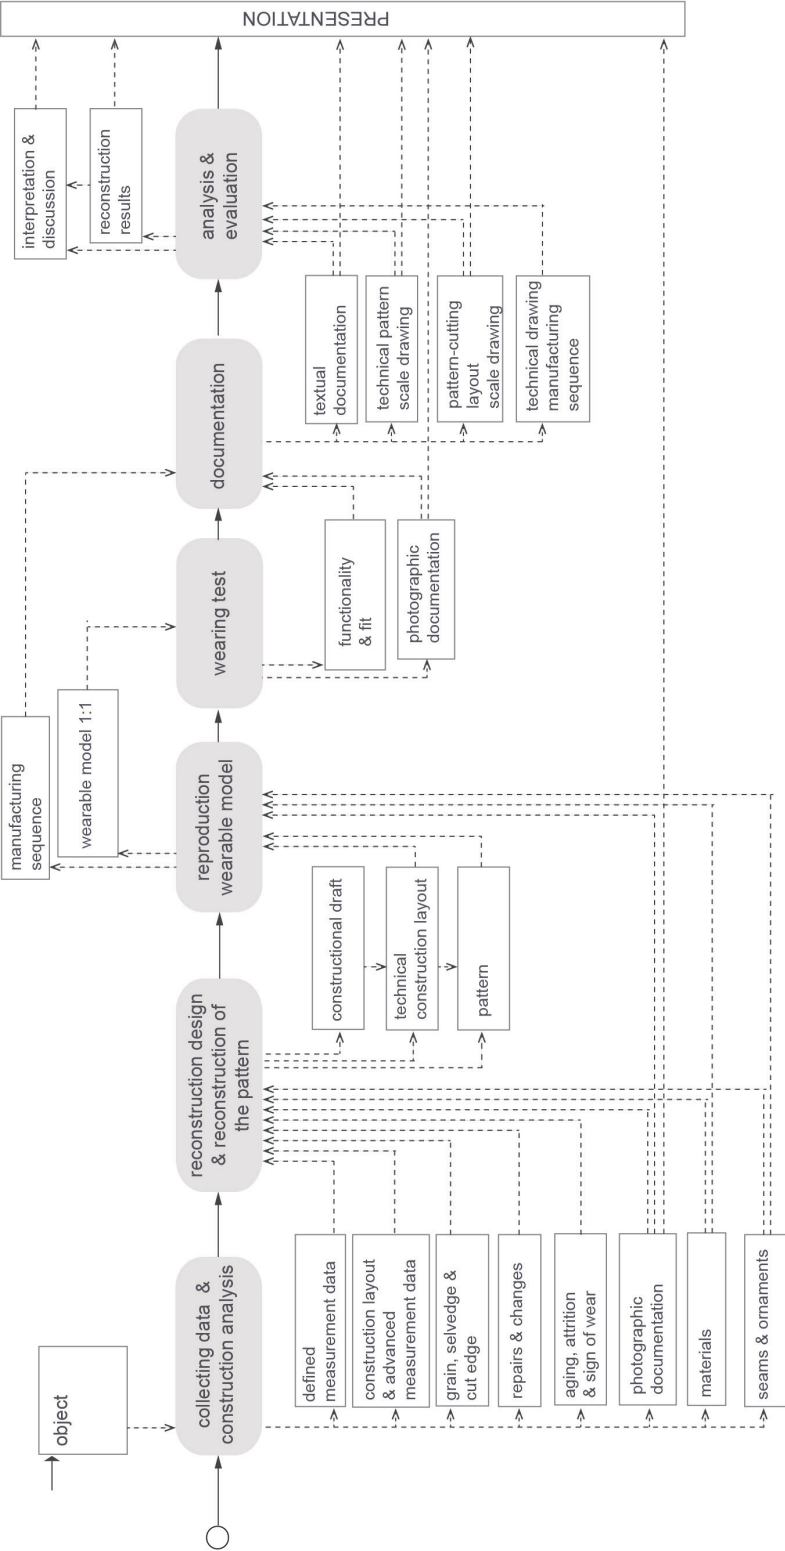 object
collecting data &
construction analysis
defined
measurement data
construction layout
& advanced
measurement data
grain, selvedge &
cut edge
repairs & changes
aging, attrition
& sign of wear
photographic
documentation
materials
seams & ornaments
reconstruction design
& reconstruction of
the pattern
constructional draft
technical
construction layout
pattern
manufacturing
sequence
wearable model 1:1
reproduction
wearable model
wearing test
functionality
& fit
photographic
documentation
documentation
textual
documentation
technical pattern
scale drawing
pattern-cutting
layout
scale drawing
technical drawing
manufacturing
sequence
interpretation &
discussion
reconstruction
results
analysis &
evaluation
PRESENTATION